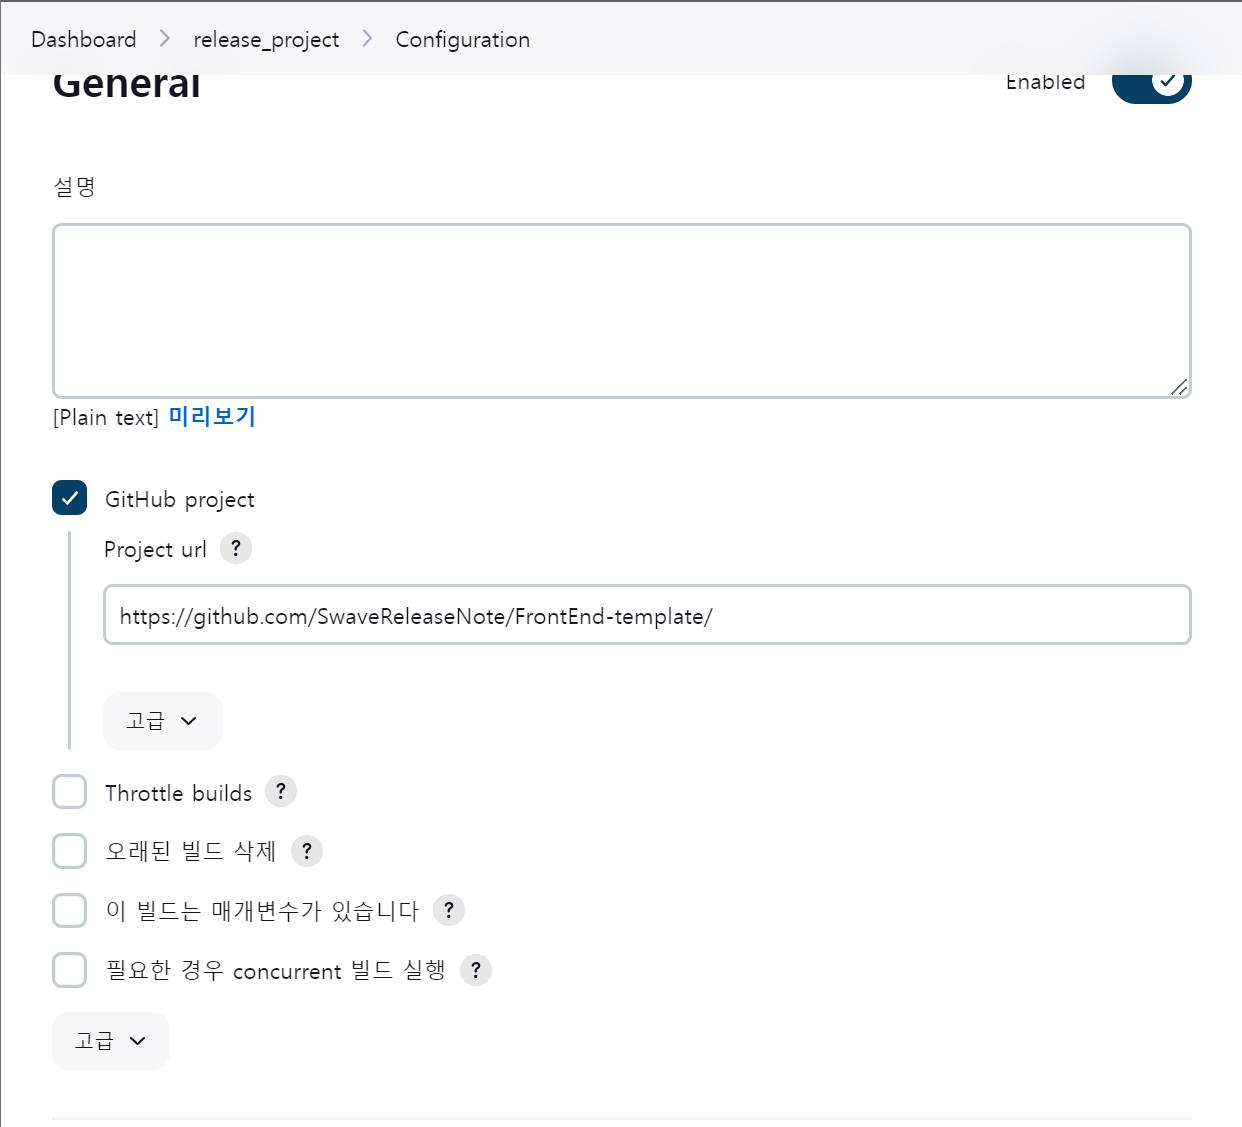 Dashboard > release_project > Configuration
General
Enabled
설명
[Plain text] 미리보기
GitHub project
Project url ?
https://github.com/SwaveReleaseNote/FrontEnd-template/
고급
Throttle builds ?
오래된 빌드 삭제 ?
이 빌드는 매개변수가 있습니다 ?
필요한 경우 concurrent 빌드 실행 ?
고급